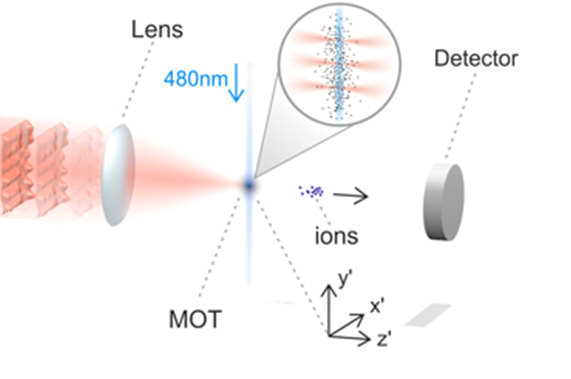 Lens
Detector
480nm
ions
MOT
y'
x'
z'